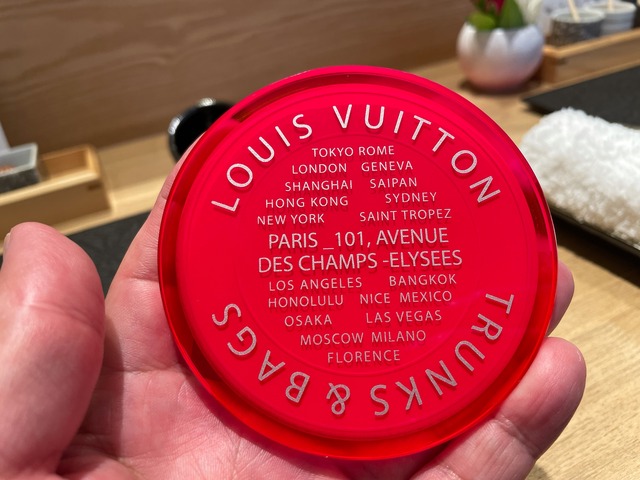 LOUIS VUITTON
TOKYO ROME
LONDON GENEVA
SHANGHAI SAIPAN
HONG KONG SYDNEY
NEW YORK SAINT TROPEZ
PARIS _101, AVENUE
DES CHAMPS -ELYSEES
LOS ANGELES BANGKOK
HONOLULU NICE MEXICO
OSAKA LAS VEGAS
MOSCOW MILANO
FLORENCE
TRUNKS & BAGS